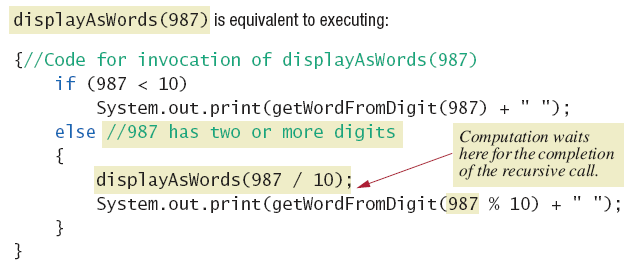 displayAsWords(987) is equivalent to executing:
{//Code for invocation of displayAsWords(987)
if (987 < 10)
System.out.print(getWordFromDigit(987) + " ");
else //987 has two or more digits
{
displayAsWords(987 / 10);
System.out.print(getWordFromDigit(987 % 10) + " ");
}
}
Computation waits
here for the completion
of the recursive call.